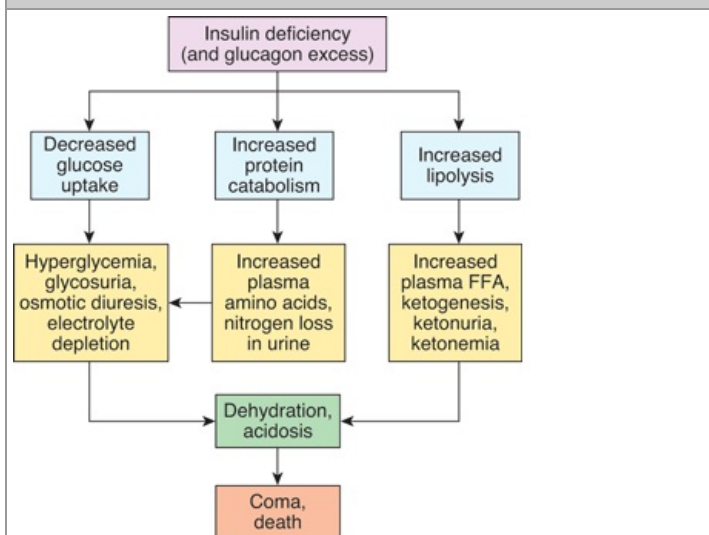 Insulin deficiency
(and glucagon excess)
Decreased
glucose
uptake
Increased
protein
catabolism
Increased
lipolysis
Hyperglycemia,
glycosuria,
osmotic diuresis,
electrolyte
depletion
Increased
plasma
amino acids,
nitrogen loss
in urine
Increased
plasma FFA,
ketogenesis,
ketonuria,
ketonemia
Dehydration,
acidosis
Coma,
death